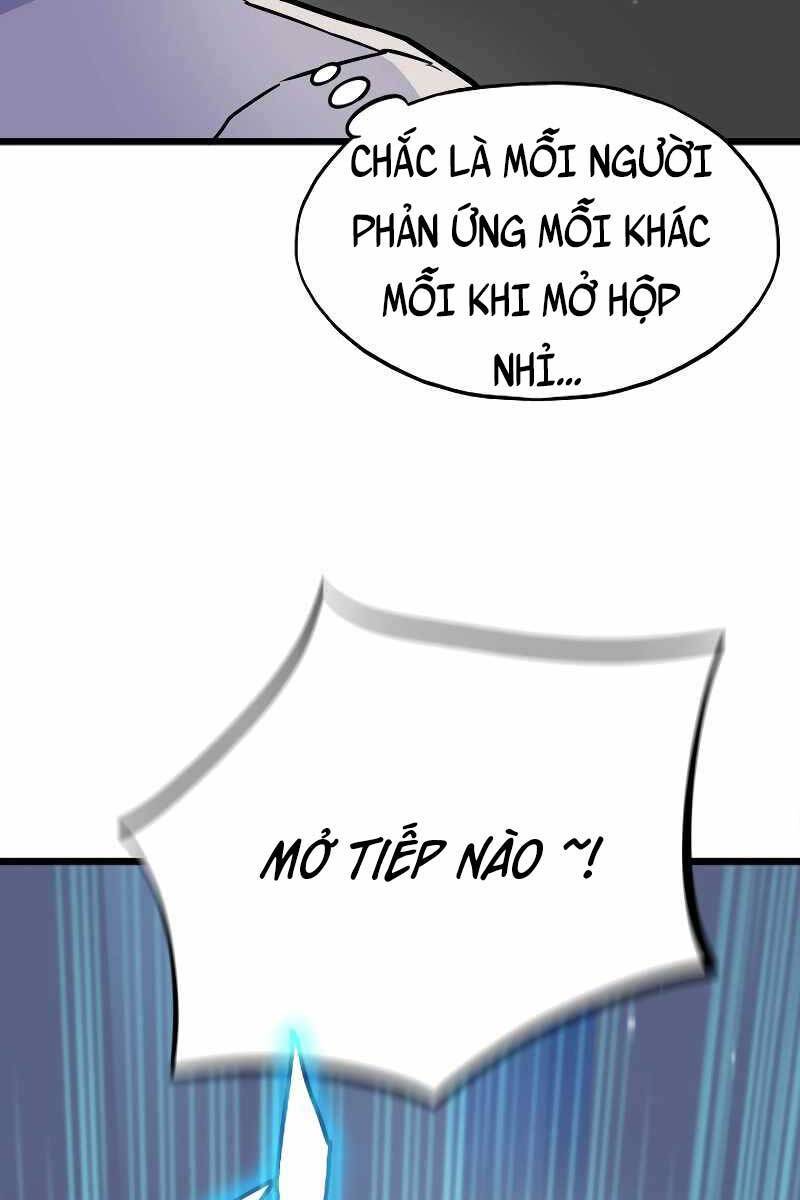 CHẮC LÀ MỖI NGƯỜI
PHẢN ỨNG MỖI KHÁC
MỖI KHI MỞ HỘP
NHỈ...
MỞ TIẾP NÀO ~!